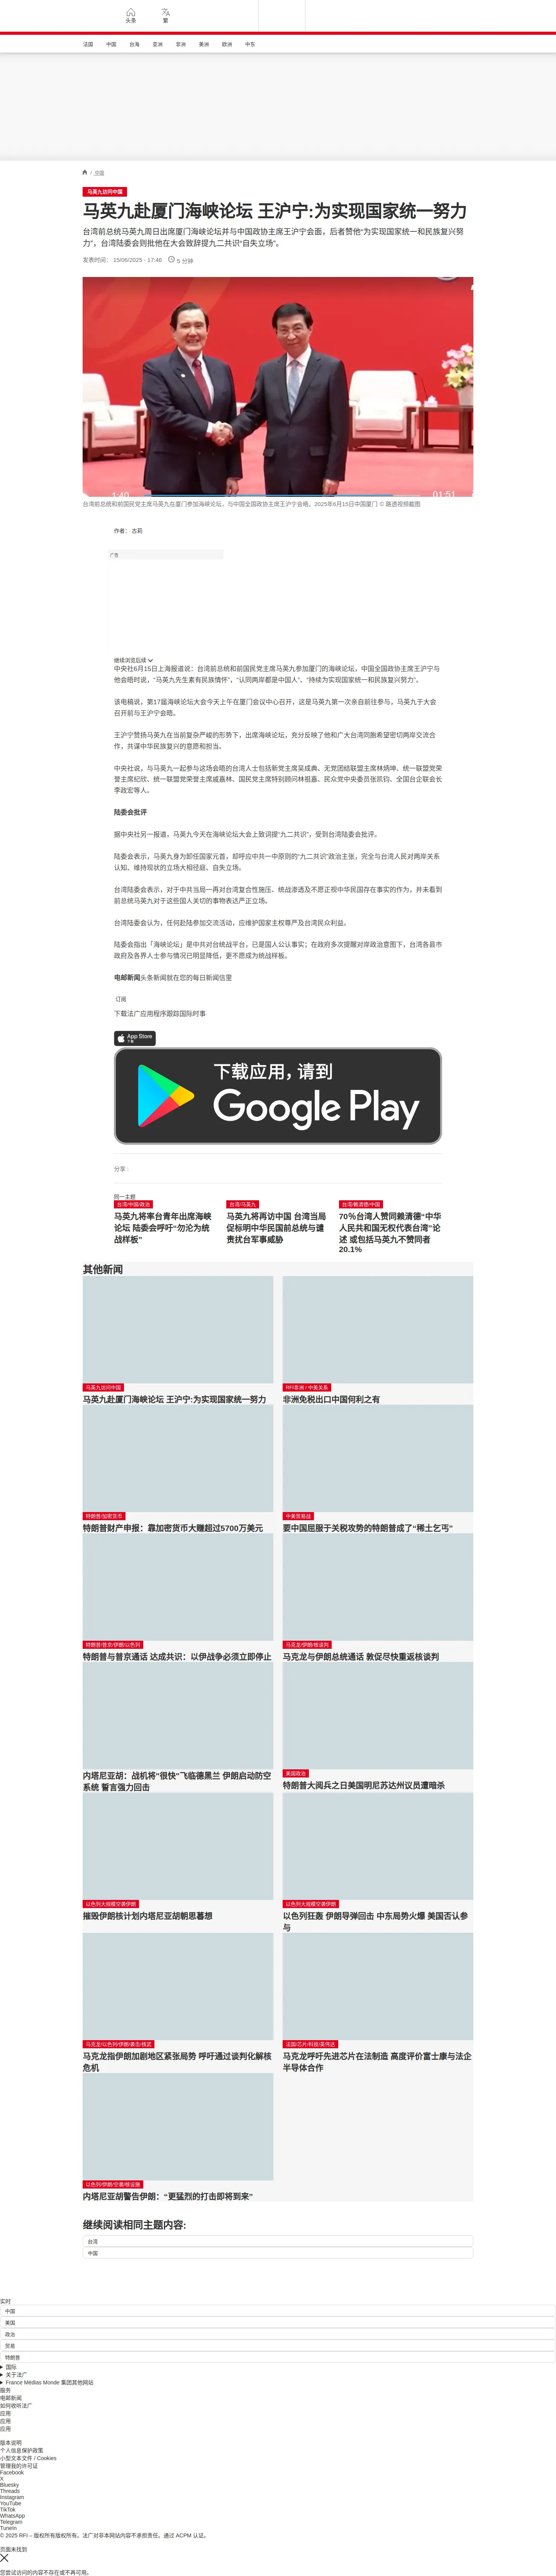 头条
繁
法国
中国
台海
亚洲
非洲
美洲
欧洲
中东
/ 中国
马英九访问中国
马英九赴厦门海峡论坛 王沪宁:为实现国家统一努力
台湾前总统马英九周日出席厦门海峡论坛并与中国政协主席王沪宁会面，后者赞他“为实现国家统一和民族复兴努
力”，台湾陆委会则批他在大会致辞提九二共识“自失立场”。
发表时间： 15/06/2025 - 17:46
5 分钟
1:40
01:51
台湾前总统和前国民党主席马英九在厦门参加海峡论坛，与中国全国政协主席王沪宁会晤。2025年6月15日中国厦门 © 路透视频截图
作者： 古莉
广告
继续浏览后续
中央社6月15日上海报道说：台湾前总统和前国民党主席马英九参加厦门的海峡论坛，中国全国政协主席王沪宁与
他会晤时说，“马英九先生素有民族情怀”，“认同两岸都是中国人”、“持续为实现国家统一和民族复兴努力”。
该电稿说，第17届海峡论坛大会今天上午在厦门会议中心召开，这是马英九第一次亲自前往参与，马英九于大会
召开前与王沪宁会晤。
王沪宁赞扬马英九在当前复杂严峻的形势下，出席海峡论坛，充分反映了他和广大台湾同胞希望密切两岸交流合
作，共谋中华民族复兴的意愿和担当。
中央社说，与马英九一起参与这场会晤的台湾人士包括新党主席吴成典、无党团结联盟主席林炳坤、统一联盟党荣
誉主席纪欣、统一联盟党荣誉主席戚嘉林、国民党主席特别顾问林祖嘉、民众党中央委员张凯钧、全国台企联会长
李政宏等人。
陆委会批评
据中央社另一报道，马英九今天在海峡论坛大会上致词提“九二共识”，受到台湾陆委会批评。
陆委会表示，马英九身为卸任国家元首，却呼应中共一中原则的“九二共识”政治主张，完全与台湾人民对两岸关系
认知、维持现状的立场大相径庭、自失立场。
台湾陆委会表示，对于中共当局一再对台湾复合性施压、统战渗透及不愿正视中华民国存在事实的作为，并未看到
前总统马英九对于这些国人关切的事物表达严正立场。
台湾陆委会认为，任何赴陆参加交流活动，应维护国家主权尊严及台湾民众利益。
陆委会指出「海峡论坛」是中共对台统战平台，已是国人公认事实；在政府多次提醒对岸政治意图下，台湾各县市
政府及各界人士参与情况已明显降低，更不愿成为统战样板。
电邮新闻头条新闻就在您的每日新闻信里
订阅
下载法广应用程序跟踪国际时事
App Store
下载
下载应用，请到
Google Play
分享 :
同一主题
台湾/中国/政治
马英九将率台青年出席海峡
论坛 陆委会呼吁“勿沦为统
战样板”
台湾/马英九
马英九将再访中国 台湾当局
促标明中华民国前总统与谴
责扰台军事威胁
台湾/赖清德/中国
70％台湾人赞同赖清德“中华
人民共和国无权代表台湾”论
述 或包括马英九不赞同者
20.1%
其他新闻
马英九访问中国
马英九赴厦门海峡论坛 王沪宁:为实现国家统一努力
RFI非洲 / 中美关系
非洲免税出口中国何利之有
特朗普/加密货币
特朗普财产申报：靠加密货币大赚超过5700万美元
中美贸易战
要中国屈服于关税攻势的特朗普成了“稀土乞丐”
特朗普/普京/伊朗/以色列
特朗普与普京通话 达成共识：以伊战争必须立即停止
马克龙/伊朗/核谈判
马克龙与伊朗总统通话 敦促尽快重返核谈判
内塔尼亚胡：战机将”很快”飞临德黑兰 伊朗启动防空
系统 誓言强力回击
美国政治
特朗普大阅兵之日美国明尼苏达州议员遭暗杀
以色列大规模空袭伊朗
摧毁伊朗核计划内塔尼亚胡朝思暮想
以色列大规模空袭伊朗
以色列狂轰 伊朗导弹回击 中东局势火爆 美国否认参
与
马克龙/以色列/伊朗/袭击/核武
马克龙指伊朗加剧地区紧张局势 呼吁通过谈判化解核
危机
法国/芯片/科技/英伟达
马克龙呼吁先进芯片在法制造 高度评价富士康与法企
半导体合作
以色列/伊朗/空袭/核设施
内塔尼亚胡警告伊朗：“更猛烈的打击即将到来”
继续阅读相同主题内容:
台湾
中国
实时
中国
美国
政治
贸易
特朗普
国际
关于法广
France Médias Monde 集团其他网站
服务
电邮新闻
如何收听法广
应用
应用
应用
版本说明
个人信息保护政策
小型文本文件 / Cookies
管理我的许可证
Facebook
X
Bluesky
Threads
Instagram
YouTube
TikTok
WhatsApp
Telegram
TuneIn
© 2025 RFI – 版权所有版权所有。法广对非本网站内容不承担责任。通过 ACPM 认证。
页面未找到
您尝试访问的内容不存在或不再可用。